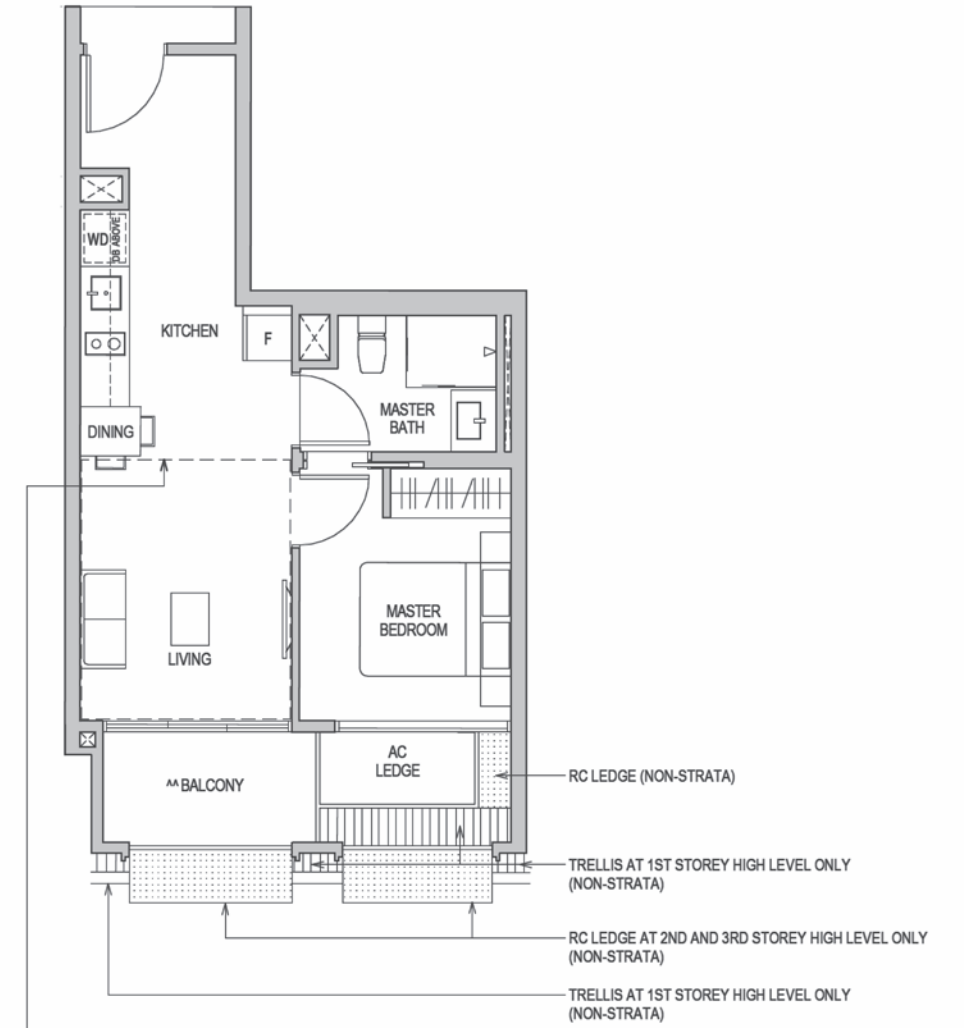 WD
DB ABOVE
KITCHEN
F
MASTER
BATH
DINING
MASTER
BEDROOM
LIVING
AC
LEDGE
^^ BALCONY
RC LEDGE (NON-STRATA)
TRELLIS AT 1ST STOREY HIGH LEVEL ONLY
(NON-STRATA)
RC LEDGE AT 2ND AND 3RD STOREY HIGH LEVEL ONLY
(NON-STRATA)
TRELLIS AT 1ST STOREY HIGH LEVEL ONLY
(NON-STRATA)